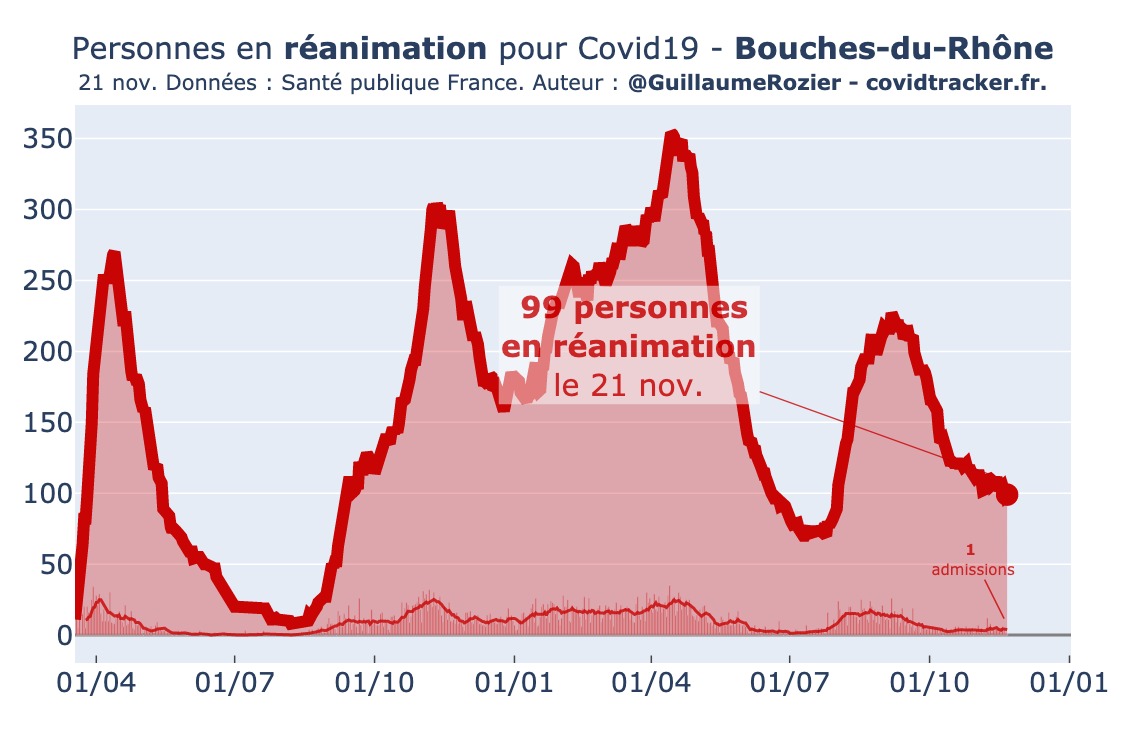 Personnes en réanimation pour Covid19 - Bouches-du-Rhône
21 nov. Données : Santé publique France. Auteur : @GuillaumeRozier - covidtracker.fr.
350
300
250
200
150
100
50
0
99 personnes
en réanimation
le 21 nov.
1
admissions
01/04
01/07
01/10
01/01
01/04
01/07
01/10
01/01